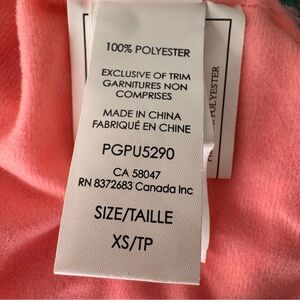 100% POLYESTER
EXCLUSIVE OF TRIM
GARNITURES NON
COMPRISES
MADE IN CHINA
FABRIQUÉ EN CHINE
PGPU5290
CA 58047
RN 8372683 Canada Inc
SIZE/TAILLE
XS/TP
POLYESTER